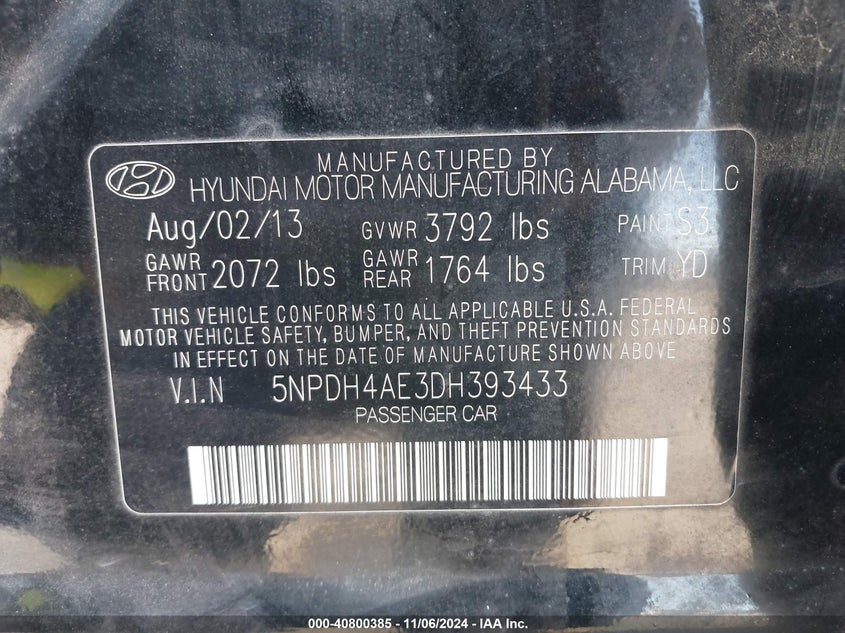 MANUFACTURED BY
HYUNDAI MOTOR MANUFACTURING ALABAMA, LLC
Aug/02/13 GVWR 3792 lbs PAINT S3
GAWR FRONT 2072 lbs GAWR REAR 1764 lbs TRIM YD
THIS VEHICLE CONFORMS TO ALL APPLICABLE U.S.A. FEDERAL
MOTOR VEHICLE SAFETY, BUMPER, AND THEFT PREVENTION STANDARDS
IN EFFECT ON THE DATE OF MANUFACTURE SHOWN ABOVE
V.I.N 5NPDH4AE3DH393433
PASSENGER CAR
000-40800385 - 11/06/2024 - IAA Inc.